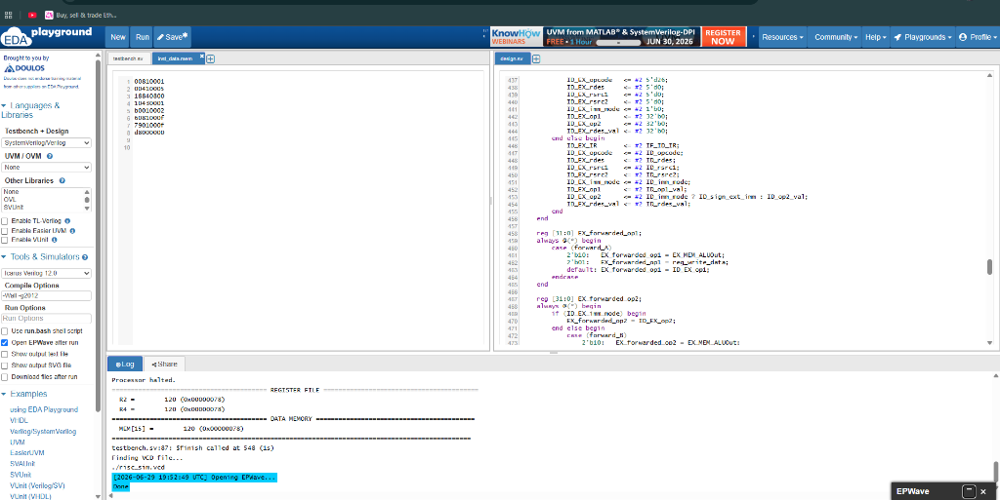 Buy, sell & trade Eth...
EDA playground
New
Run
Save*
KnowHow
WEBINARS
UVM from MATLAB® & SystemVerilog-DPI
FREE • 1 Hour
JUN 30, 2026
REGISTER
NOW
Resources
Community
Help
Playgrounds
Profile
Brought to you by
DOULOS
Doulos does not endorse training material
from other suppliers on EDA Playground.
Languages &
Libraries
Testbench + Design
SystemVerilog/Verilog
UVM / OVM
None
Other Libraries
None
OVL
SVUnit
Enable TL-Verilog
Enable Easier UVM
Enable VUnit
Tools & Simulators
Icarus Verilog 12.0
Compile Options
-Wall -g2012
Run Options
Run Options
Use run.bash shell script
Open EPWave after run
Show output text file
Show output SVG file
Download files after run
Examples
using EDA Playground
VHDL
Verilog/SystemVerilog
UVM
EasierUVM
SVAUnit
SVUnit
VUnit (Verilog/SV)
VUnit (VHDL)
testbench.sv
inst_data.mem
1 00810001
2 00410005
3 18840800
4 10430001
5 b0010002
6 6081000f
7 7901000f
8 d8000000
9
10
design.sv
437 ID_EX_opcode <= #2 5'd26;
438 ID_EX_rdes <= #2 5'd0;
439 ID_EX_rsrc1 <= #2 5'd0;
440 ID_EX_rsrc2 <= #2 5'd0;
441 ID_EX_imm_mode <= #2 1'b0;
442 ID_EX_op1 <= #2 32'b0;
443 ID_EX_op2 <= #2 32'b0;
444 ID_EX_rdes_val <= #2 32'b0;
445 end else begin
446 ID_EX_IR <= #2 IF_ID_IR;
447 ID_EX_opcode <= #2 ID_opcode;
448 ID_EX_rdes <= #2 ID_rdes;
449 ID_EX_rsrc1 <= #2 ID_rsrc1;
450 ID_EX_rsrc2 <= #2 ID_rsrc2;
451 ID_EX_imm_mode <= #2 ID_imm_mode;
452 ID_EX_op1 <= #2 ID_op1_val;
453 ID_EX_op2 <= #2 ID_imm_mode ? ID_sign_ext_imm : ID_op2_val;
454 ID_EX_rdes_val <= #2 ID_rdes_val;
455 end
456 end
457
458 reg [31:0] EX_forwarded_op1;
459 always @(*) begin
460 case (forward_A)
461 2'b10: EX_forwarded_op1 = EX_MEM_ALUOut;
462 2'b01: EX_forwarded_op1 = reg_write_data;
463 default: EX_forwarded_op1 = ID_EX_op1;
464 endcase
465 end
466
467 reg [31:0] EX_forwarded_op2;
468 always @(*) begin
469 if (ID_EX_imm_mode) begin
470 EX_forwarded_op2 = ID_EX_op2;
471 end else begin
472 case (forward_B)
473 2'b10: EX_forwarded_op2 = EX_MEM_ALUOut;
Log
Share
Processor halted.
REGISTER FILE
R2 = 120 (0x00000078)
R4 = 120 (0x00000078)
DATA MEMORY
MEM[15] = 120 (0x00000078)
testbench.sv:87: $finish called at 548 (1s)
Finding VCD file...
./risc_sim.vcd
[2026-06-29 19:52:49 UTC] Opening EPWave...
Done
EPWave